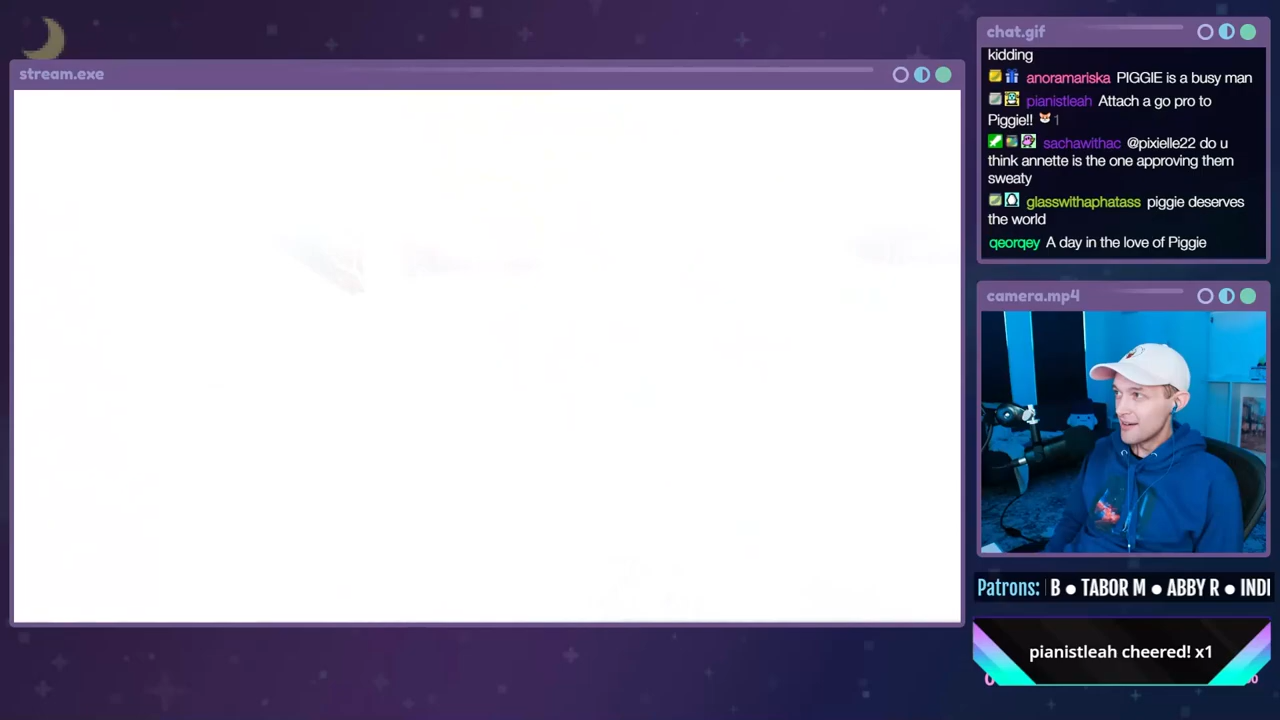 stream.exe
chat.gif
kidding
anoramariska PIGGIE is a busy man
pianistleah Attach a go pro to
Piggie!! 1
sachawithac @pixielle22 do u
think annette is the one approving them
sweaty
glasswithaphatass piggie deserves
the world
qeorqey A day in the love of Piggie
camera.mp4
Patrons: B ● TABOR M ● ABBY R ● INDI
pianistleah cheered! x1